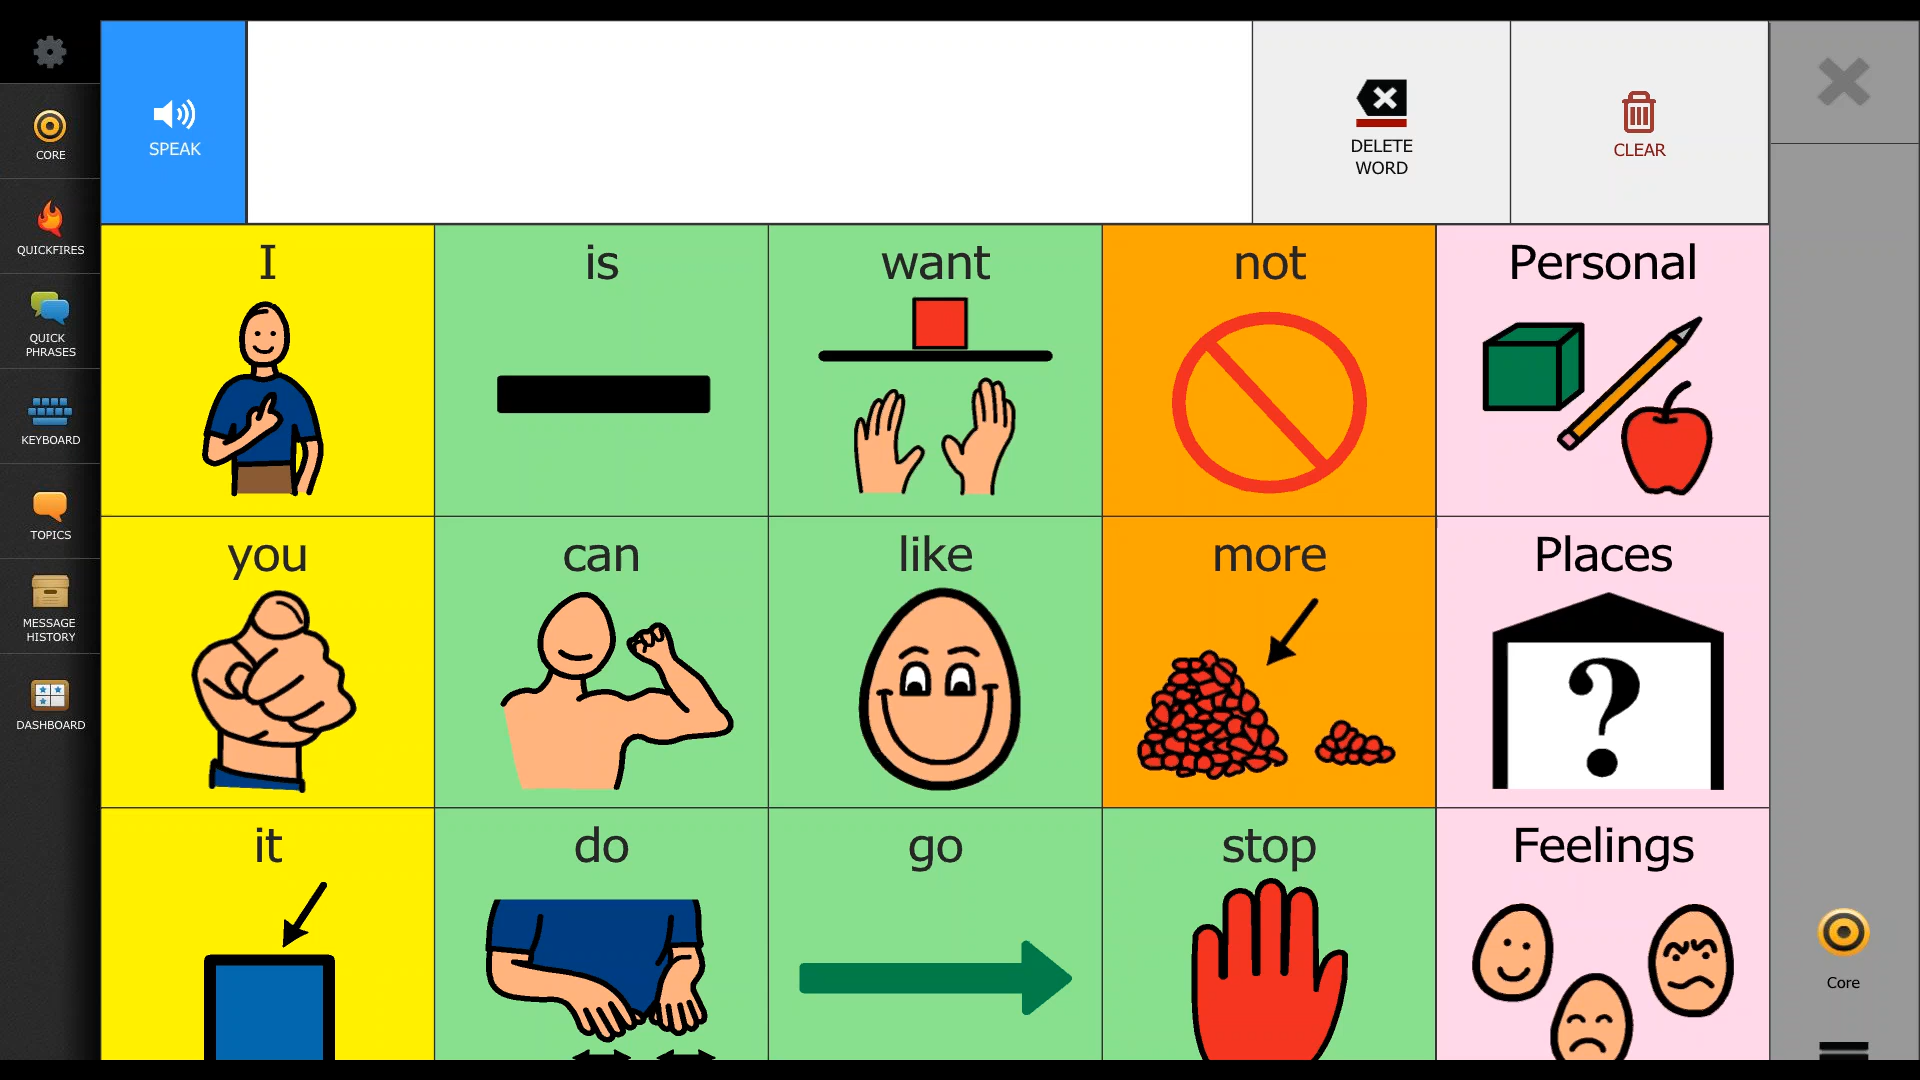 CORE
QUICKFIRES
QUICK
PHRASES
KEYBOARD
TOPICS
MESSAGE
HISTORY
DASHBOARD
SPEAK
DELETE
WORD
CLEAR
I
is
want
not
Personal
you
can
like
more
Places
?
it
do
go
stop
Feelings
Core